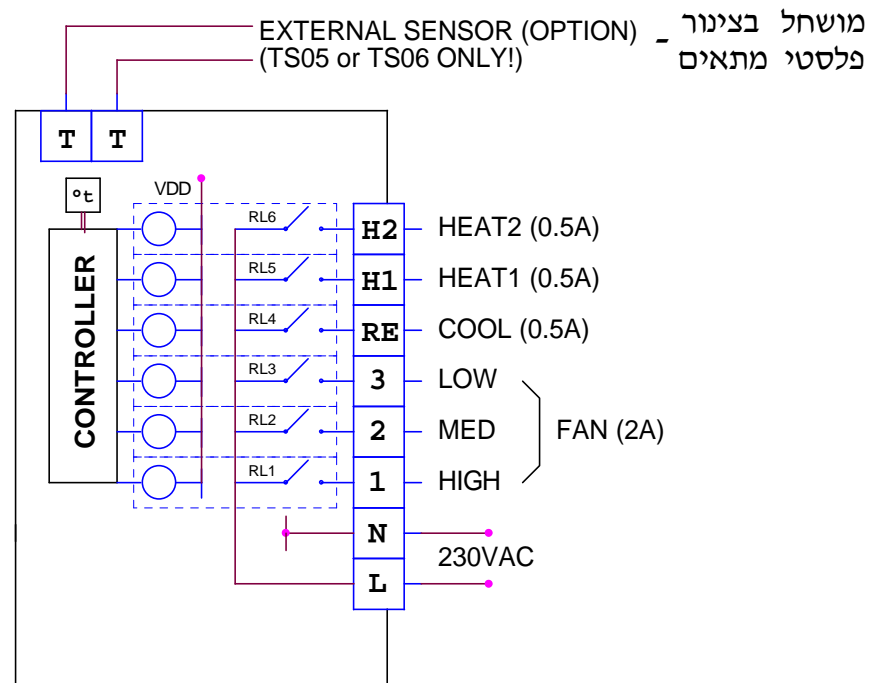 EXTERNAL SENSOR (OPTION) - מושחל בצינור
(TS05 or TS06 ONLY!) פלסטי מתאים
T T
°t
VDD
CONTROLLER
RL6 H2 HEAT2 (0.5A)
RL5 H1 HEAT1 (0.5A)
RL4 RE COOL (0.5A)
RL3 3 LOW
RL2 2 MED FAN (2A)
RL1 1 HIGH
N
230VAC
L